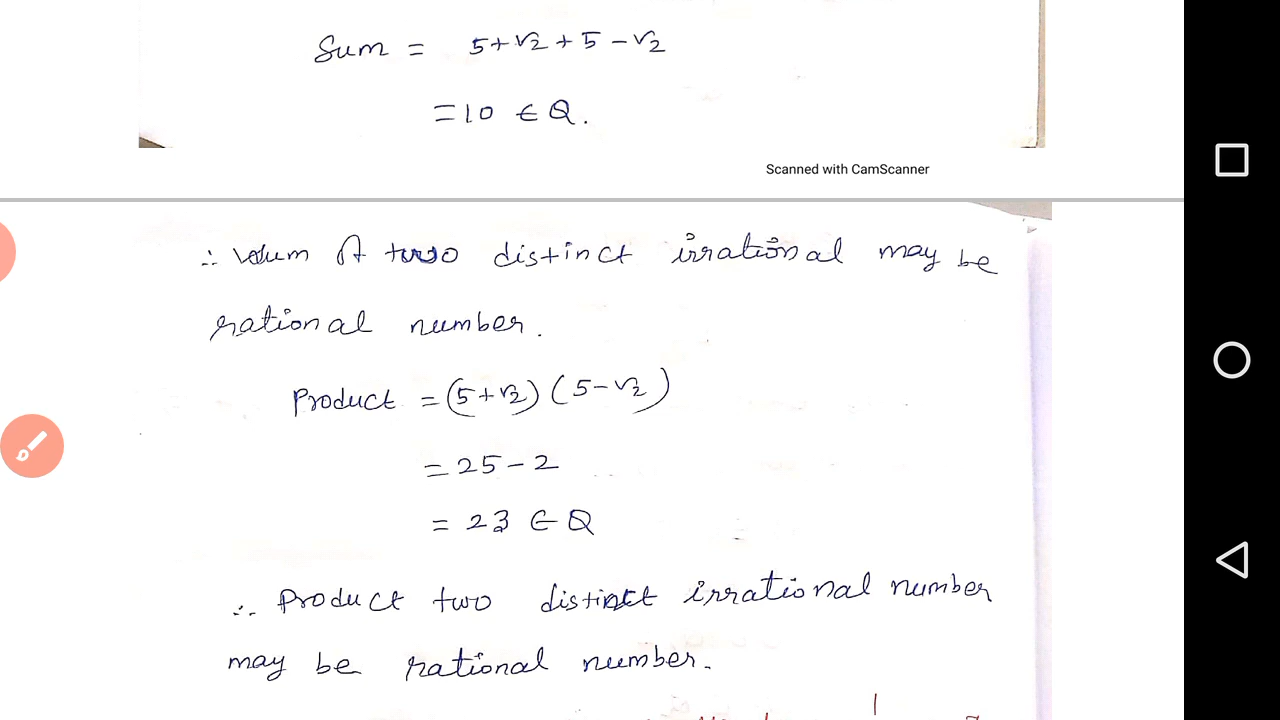 Sum = 5+√2 + 5 - √2
= 10 ∈ Q.
Scanned with CamScanner
∴ of two distinct irrational may be
rational number.
Product = (5+√2) (5-√2)
= 25 - 2
= 23 ∈ Q
∴ Product two distinct irrational number
may be rational number.